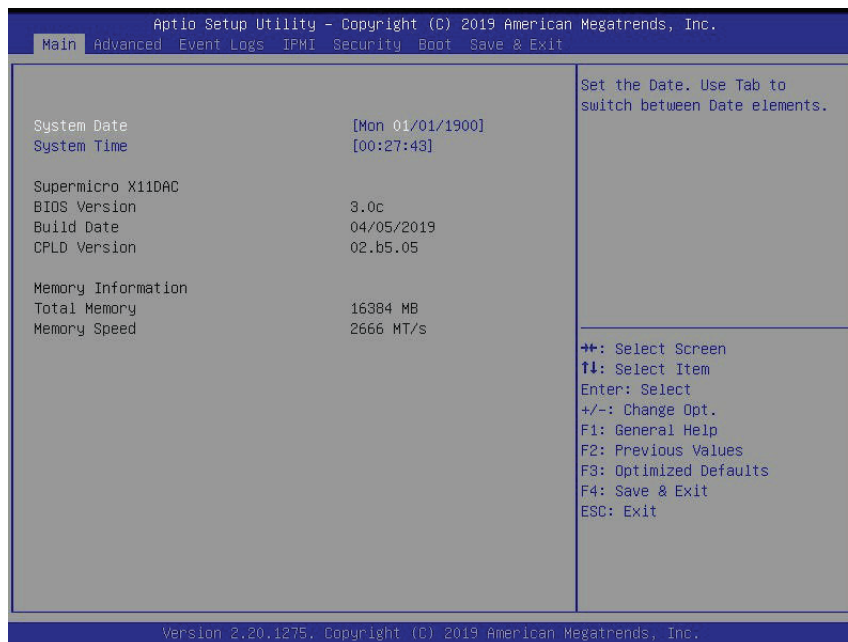 Aptio Setup Utility – Copyright (C) 2019 American Megatrends, Inc.
Main Advanced Event Logs IPMI Security Boot Save & Exit
System Date [Mon 01/01/1900]
System Time [00:27:43]
Supermicro X11DAC
BIOS Version 3.0c
Build Date 04/05/2019
CPLD Version 02.b5.05
Memory Information
Total Memory 16384 MB
Memory Speed 2666 MT/s
Set the Date. Use Tab to
switch between Date elements.
→←: Select Screen
↑↓: Select Item
Enter: Select
+/-: Change Opt.
F1: General Help
F2: Previous Values
F3: Optimized Defaults
F4: Save & Exit
ESC: Exit
Version 2.20.1275. Copyright (C) 2019 American Megatrends, Inc.